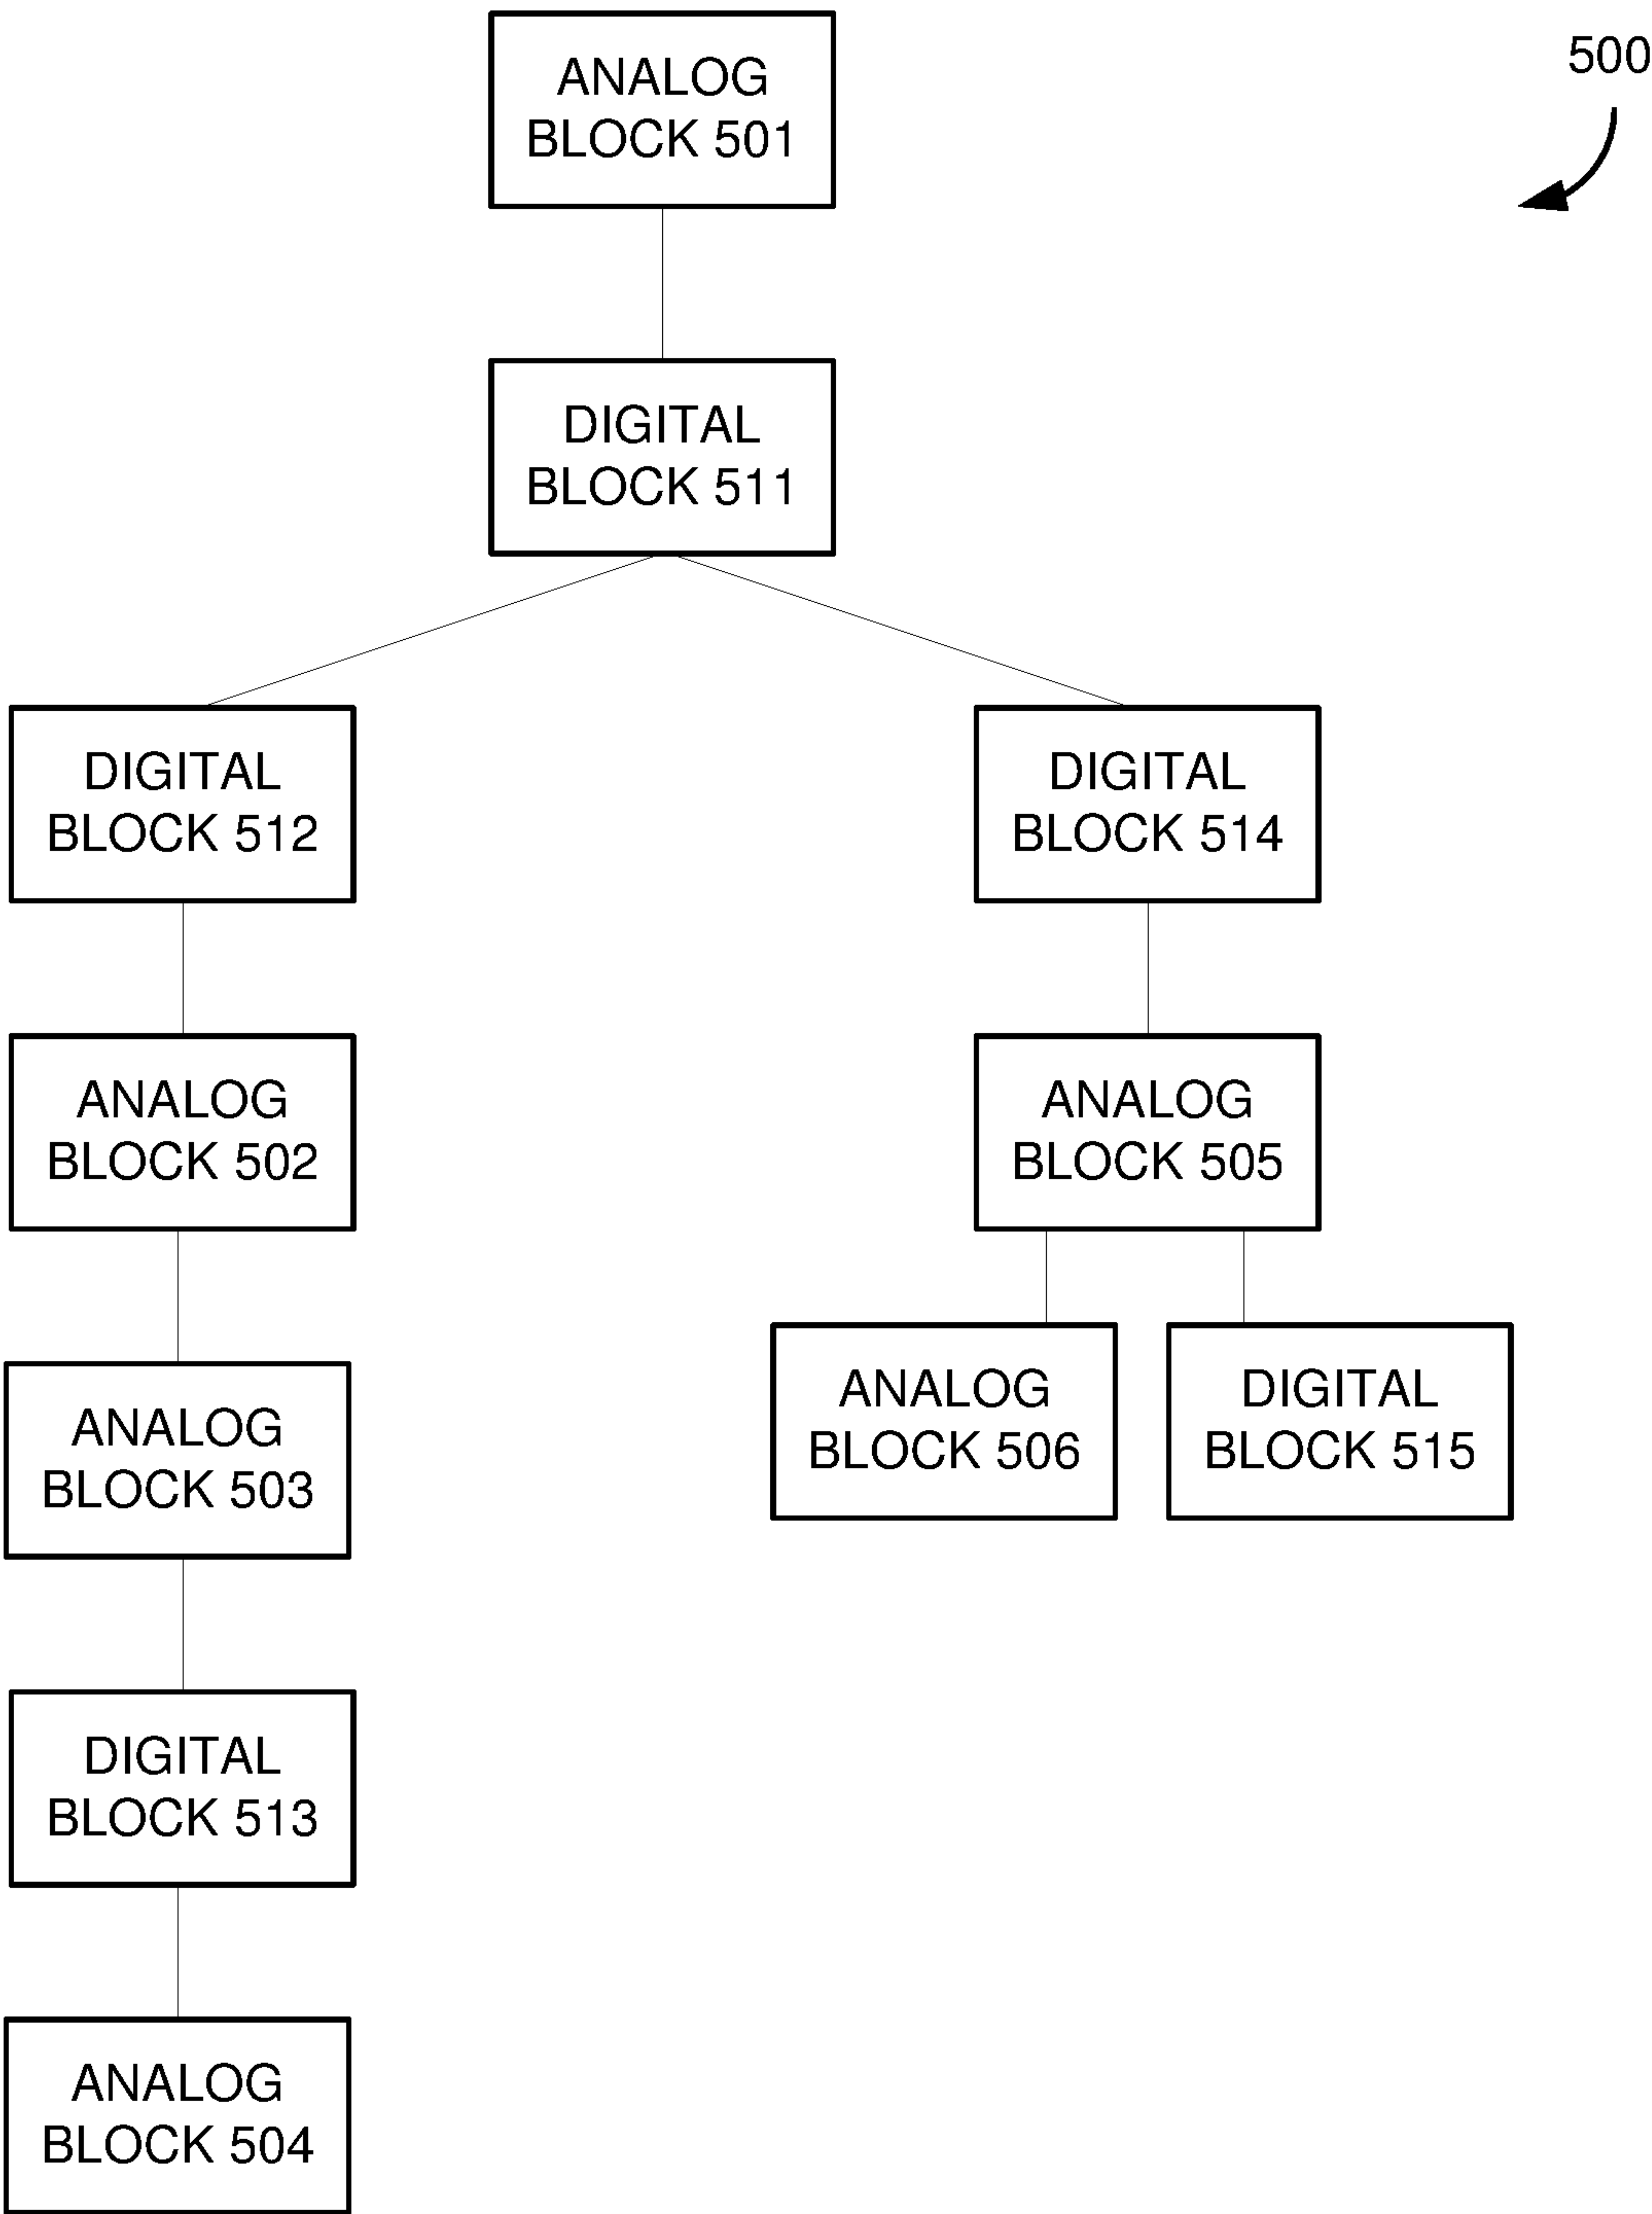 ANALOG
BLOCK 501
500
DIGITAL
BLOCK 511
DIGITAL
BLOCK 512
DIGITAL
BLOCK 514
ANALOG
BLOCK 502
ANALOG
BLOCK 505
ANALOG
BLOCK 503
ANALOG
BLOCK 506
DIGITAL
BLOCK 515
DIGITAL
BLOCK 513
ANALOG
BLOCK 504